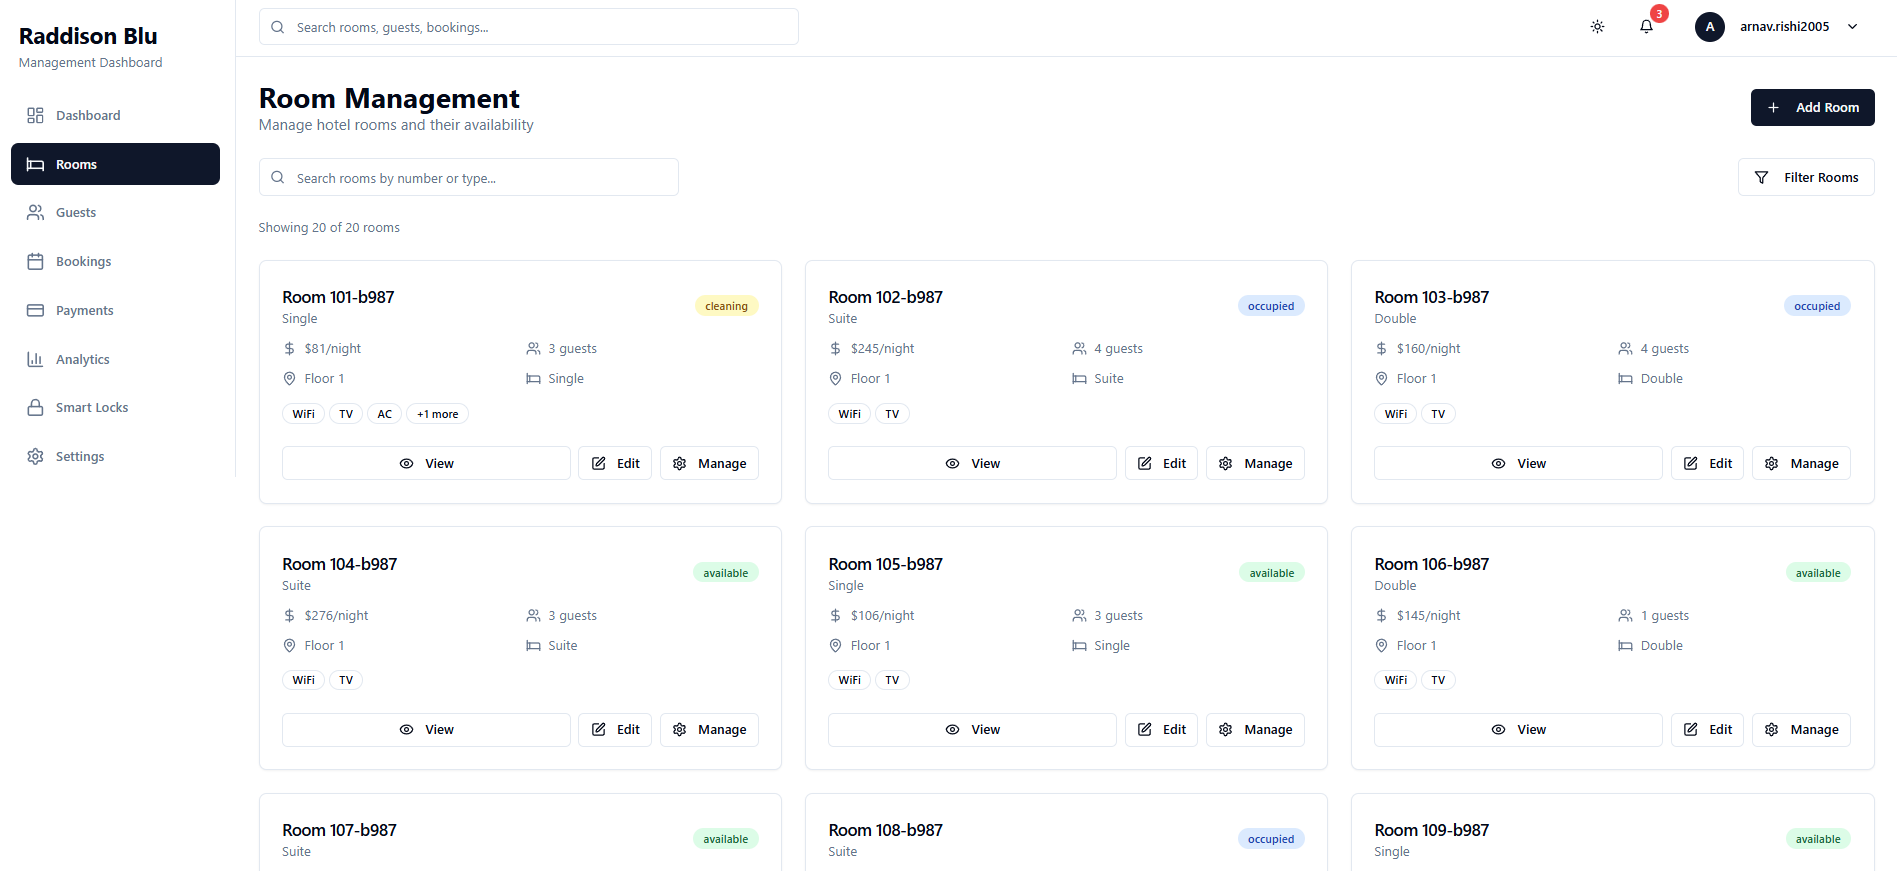 Raddison Blu
Management Dashboard
Dashboard
Rooms
Guests
Bookings
Payments
Analytics
Smart Locks
Settings
Search rooms, guests, bookings...
3
A
arnav.rishi2005
Room Management
Manage hotel rooms and their availability
Add Room
Search rooms by number or type...
Filter Rooms
Showing 20 of 20 rooms
Room 101-b987
cleaning
Single
$81/night
3 guests
Floor 1
Single
WiFi TV AC +1 more
View Edit Manage
Room 102-b987
occupied
Suite
$245/night
4 guests
Floor 1
Suite
WiFi TV
View Edit Manage
Room 103-b987
occupied
Double
$160/night
4 guests
Floor 1
Double
WiFi TV
View Edit Manage
Room 104-b987
available
Suite
$276/night
3 guests
Floor 1
Suite
WiFi TV
View Edit Manage
Room 105-b987
available
Single
$106/night
3 guests
Floor 1
Single
WiFi TV
View Edit Manage
Room 106-b987
available
Double
$145/night
1 guests
Floor 1
Double
WiFi TV
View Edit Manage
Room 107-b987
available
Suite
Room 108-b987
occupied
Suite
Room 109-b987
available
Single